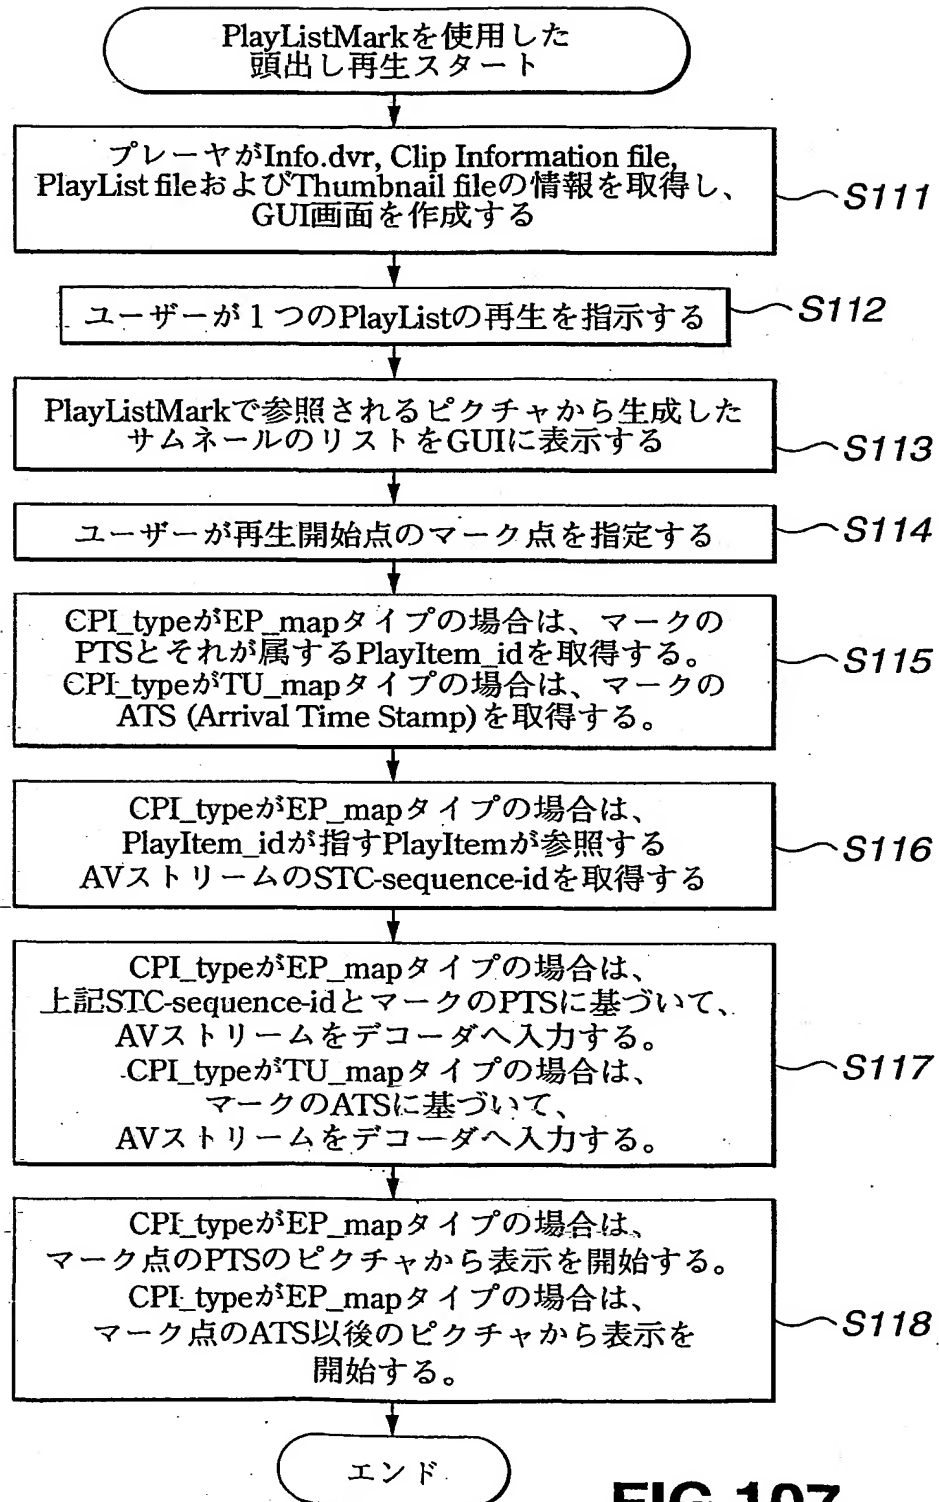 PlayListMarkを使用した
頭出し再生スタート
プレーヤがInfo.dvr, Clip Information file,
PlayList fileおよびThumbnail fileの情報を取得し、
GUI画面を作成する
S111
ユーザーが1つのPlayListの再生を指示する
S112
PlayListMarkで参照されるピクチャから生成した
サムネールのリストをGUIに表示する
S113
ユーザーが再生開始点のマーク点を指定する
S114
CPI_typeがEP_mapタイプの場合は、マークの
PTSとそれが属するPlayItem_idを取得する。
CPI_typeがTU_mapタイプの場合は、マークの
ATS (Arrival Time Stamp)を取得する。
S115
CPI_typeがEP_mapタイプの場合は、
PlayItem_idが指すPlayItemが参照する
AVストリームのSTC-sequence-idを取得する
S116
CPI_typeがEP_mapタイプの場合は、
上記STC-sequence-idとマークのPTSに基づいて、
AVストリームをデコーダへ入力する。
CPI_typeがTU_mapタイプの場合は、
マークのATSに基づいて、
AVストリームをデコーダへ入力する。
S117
CPI_typeがEP_mapタイプの場合は、
マーク点のPTSのピクチャから表示を開始する。
CPI_typeがEP_mapタイプの場合は、
マーク点のATS以後のピクチャから表示を
開始する。
S118
エンド
FIG.107